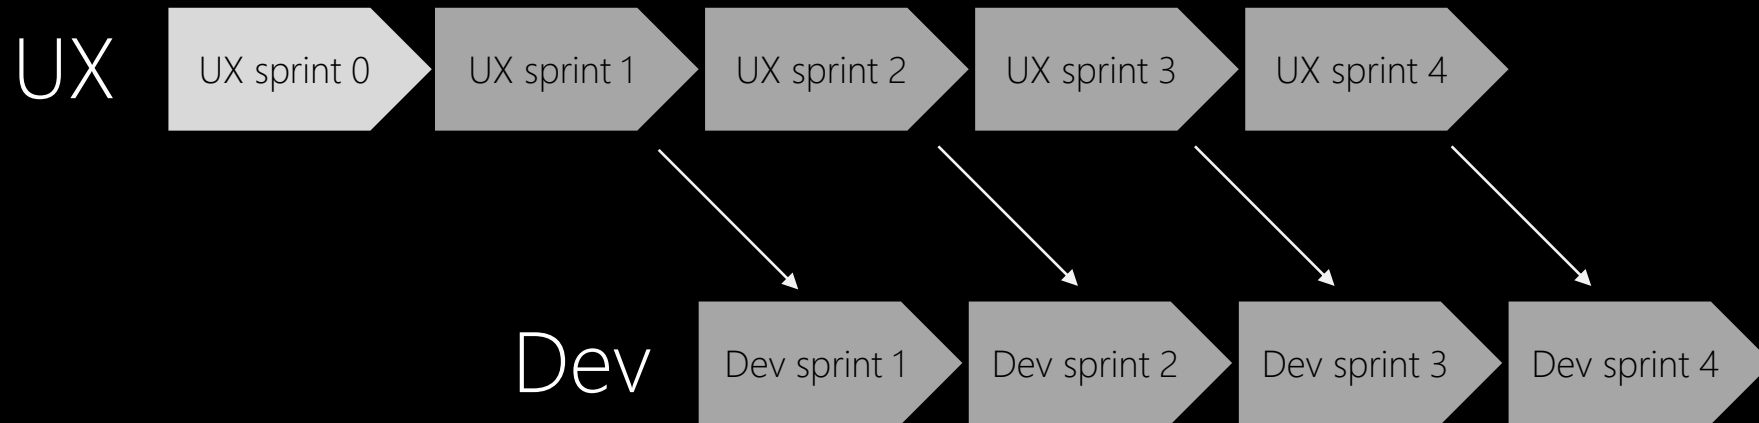 UX
UX sprint 0
UX sprint 1
UX sprint 2
UX sprint 3
UX sprint 4
Dev
Dev sprint 1
Dev sprint 2
Dev sprint 3
Dev sprint 4